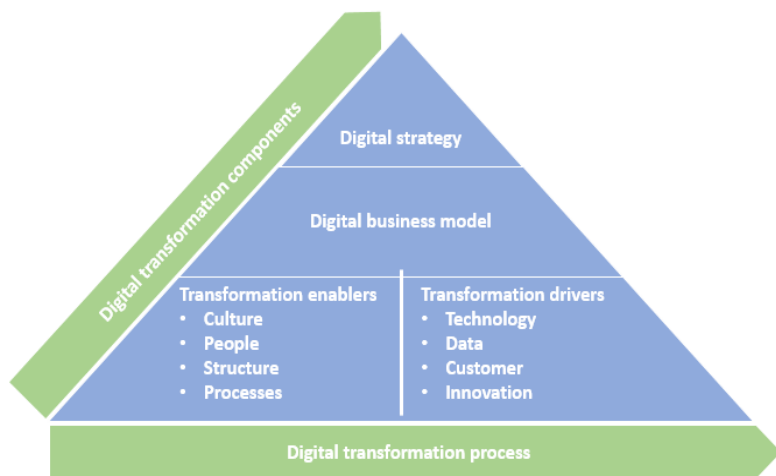 Digital transformation components
Digital strategy
Digital business model
Transformation enablers
• Culture
• People
• Structure
• Processes
Transformation drivers
• Technology
• Data
• Customer
• Innovation
Digital transformation process